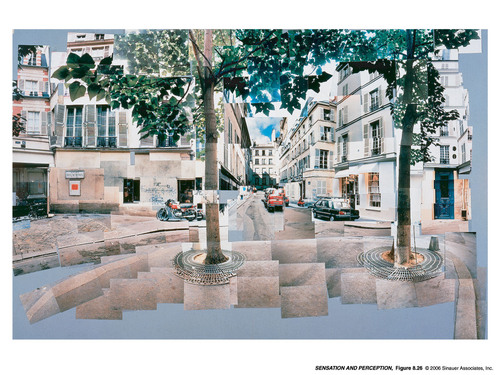 SENSATION AND PERCEPTION, Figure 8.26 © 2006 Sinauer Associates, Inc.